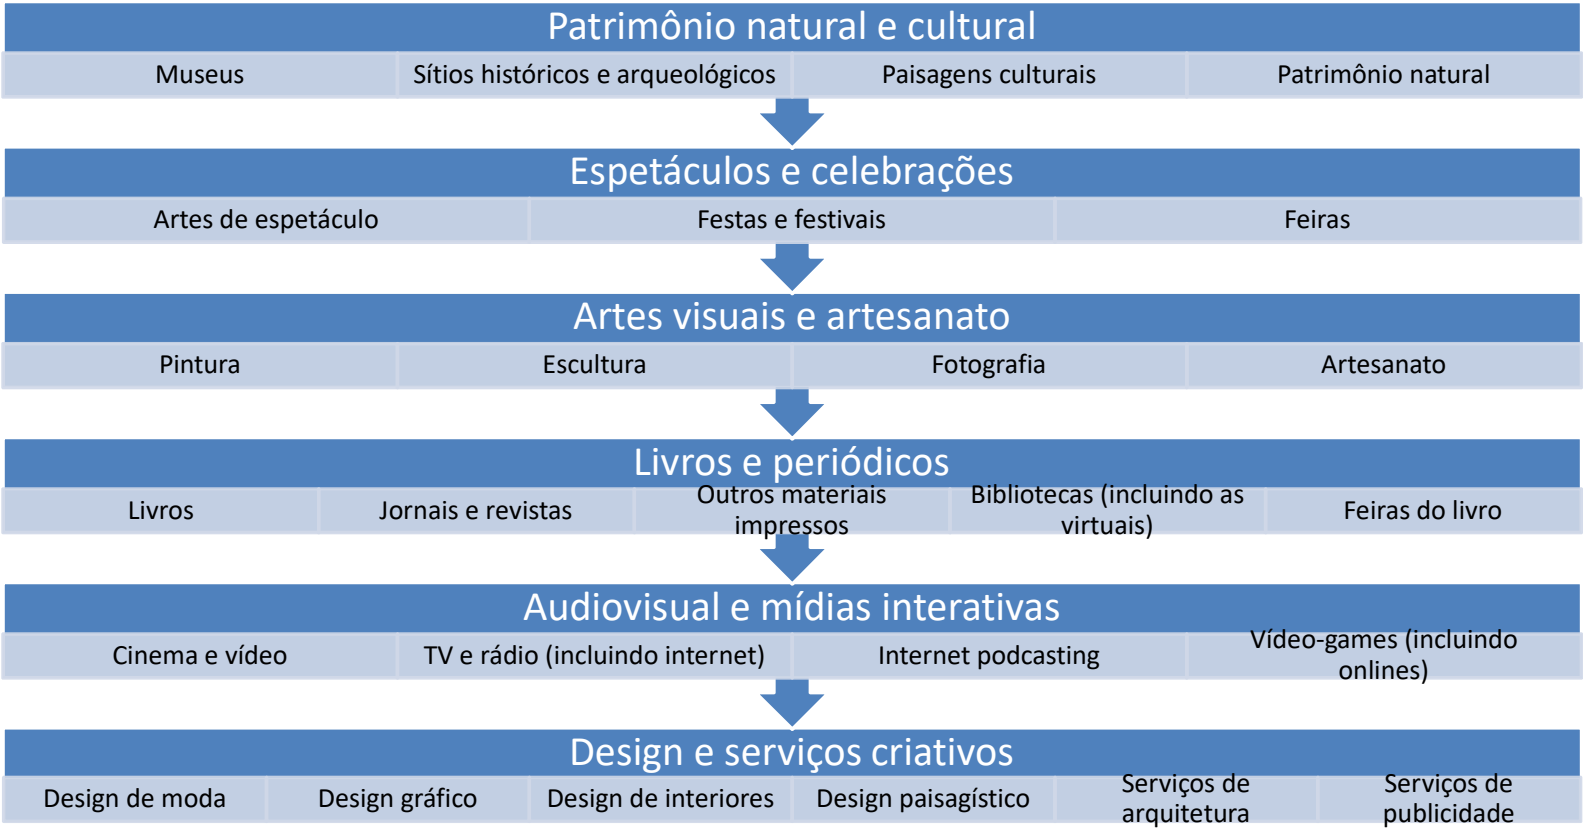 Patrimônio natural e cultural
Museus
Sítios históricos e arqueológicos
Paisagens culturais
Patrimônio natural
Espetáculos e celebrações
Artes de espetáculo
Festas e festivais
Feiras
Artes visuais e artesanato
Pintura
Escultura
Fotografia
Artesanato
Livros e periódicos
Livros
Jornais e revistas
Outros materiais
impressos
Bibliotecas (incluindo as
virtuais)
Feiras do livro
Audiovisual e mídias interativas
Cinema e vídeo
TV e rádio (incluindo internet)
Internet podcasting
Vídeo-games (incluindo
onlines)
Design e serviços criativos
Design de moda
Design gráfico
Design de interiores
Design paisagístico
Serviços de
arquitetura
Serviços de
publicidade